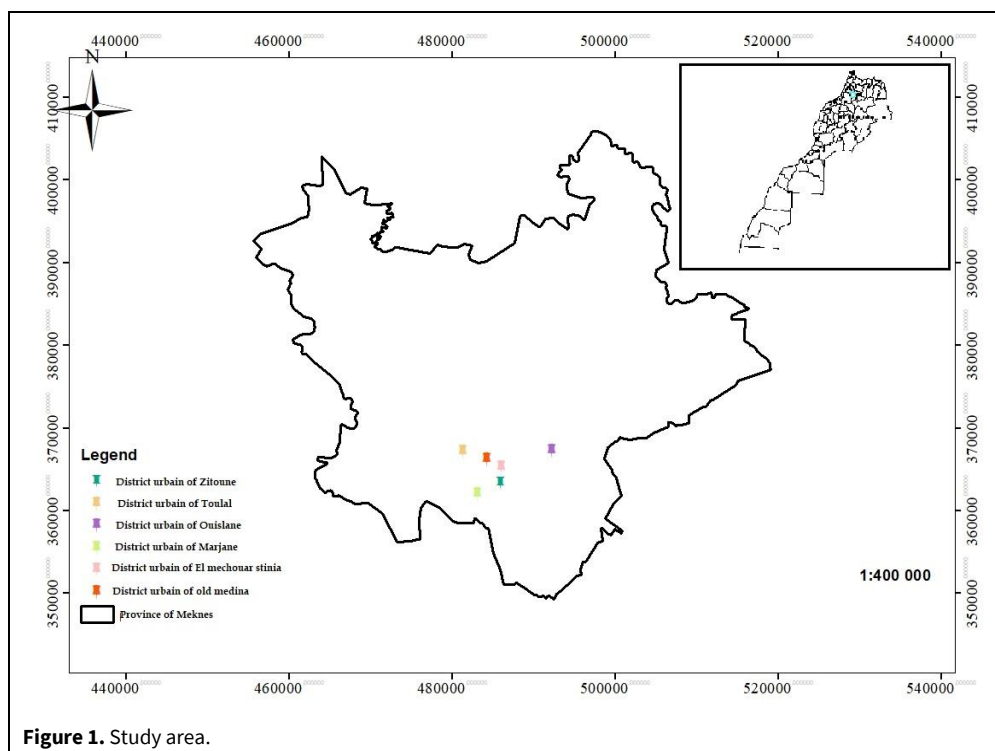 440000 460000 480000 500000 520000 540000
N
410000 410000
400000 400000
390000 390000
380000 380000
370000 370000
360000 360000
350000 350000
Legend
District urbain of Zitoune
District urbain of Toulal
District urbain of Ouislane
District urbain of Marjane
District urbain of El mechouar stinia
District urbain of old medina
Province of Meknes
1:400 000
440000 460000 480000 500000 520000 540000
Figure 1. Study area.